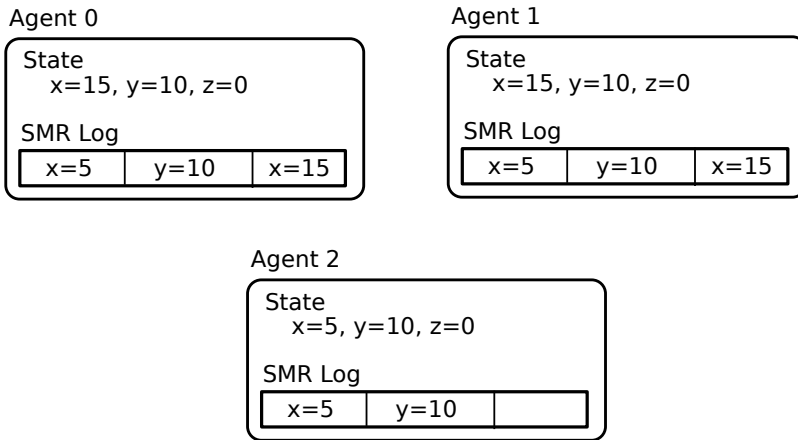 Agent 0
State
x=15, y=10, z=0
SMR Log
x=5 y=10 x=15
Agent 1
State
x=15, y=10, z=0
SMR Log
x=5 y=10 x=15
Agent 2
State
x=5, y=10, z=0
SMR Log
x=5 y=10